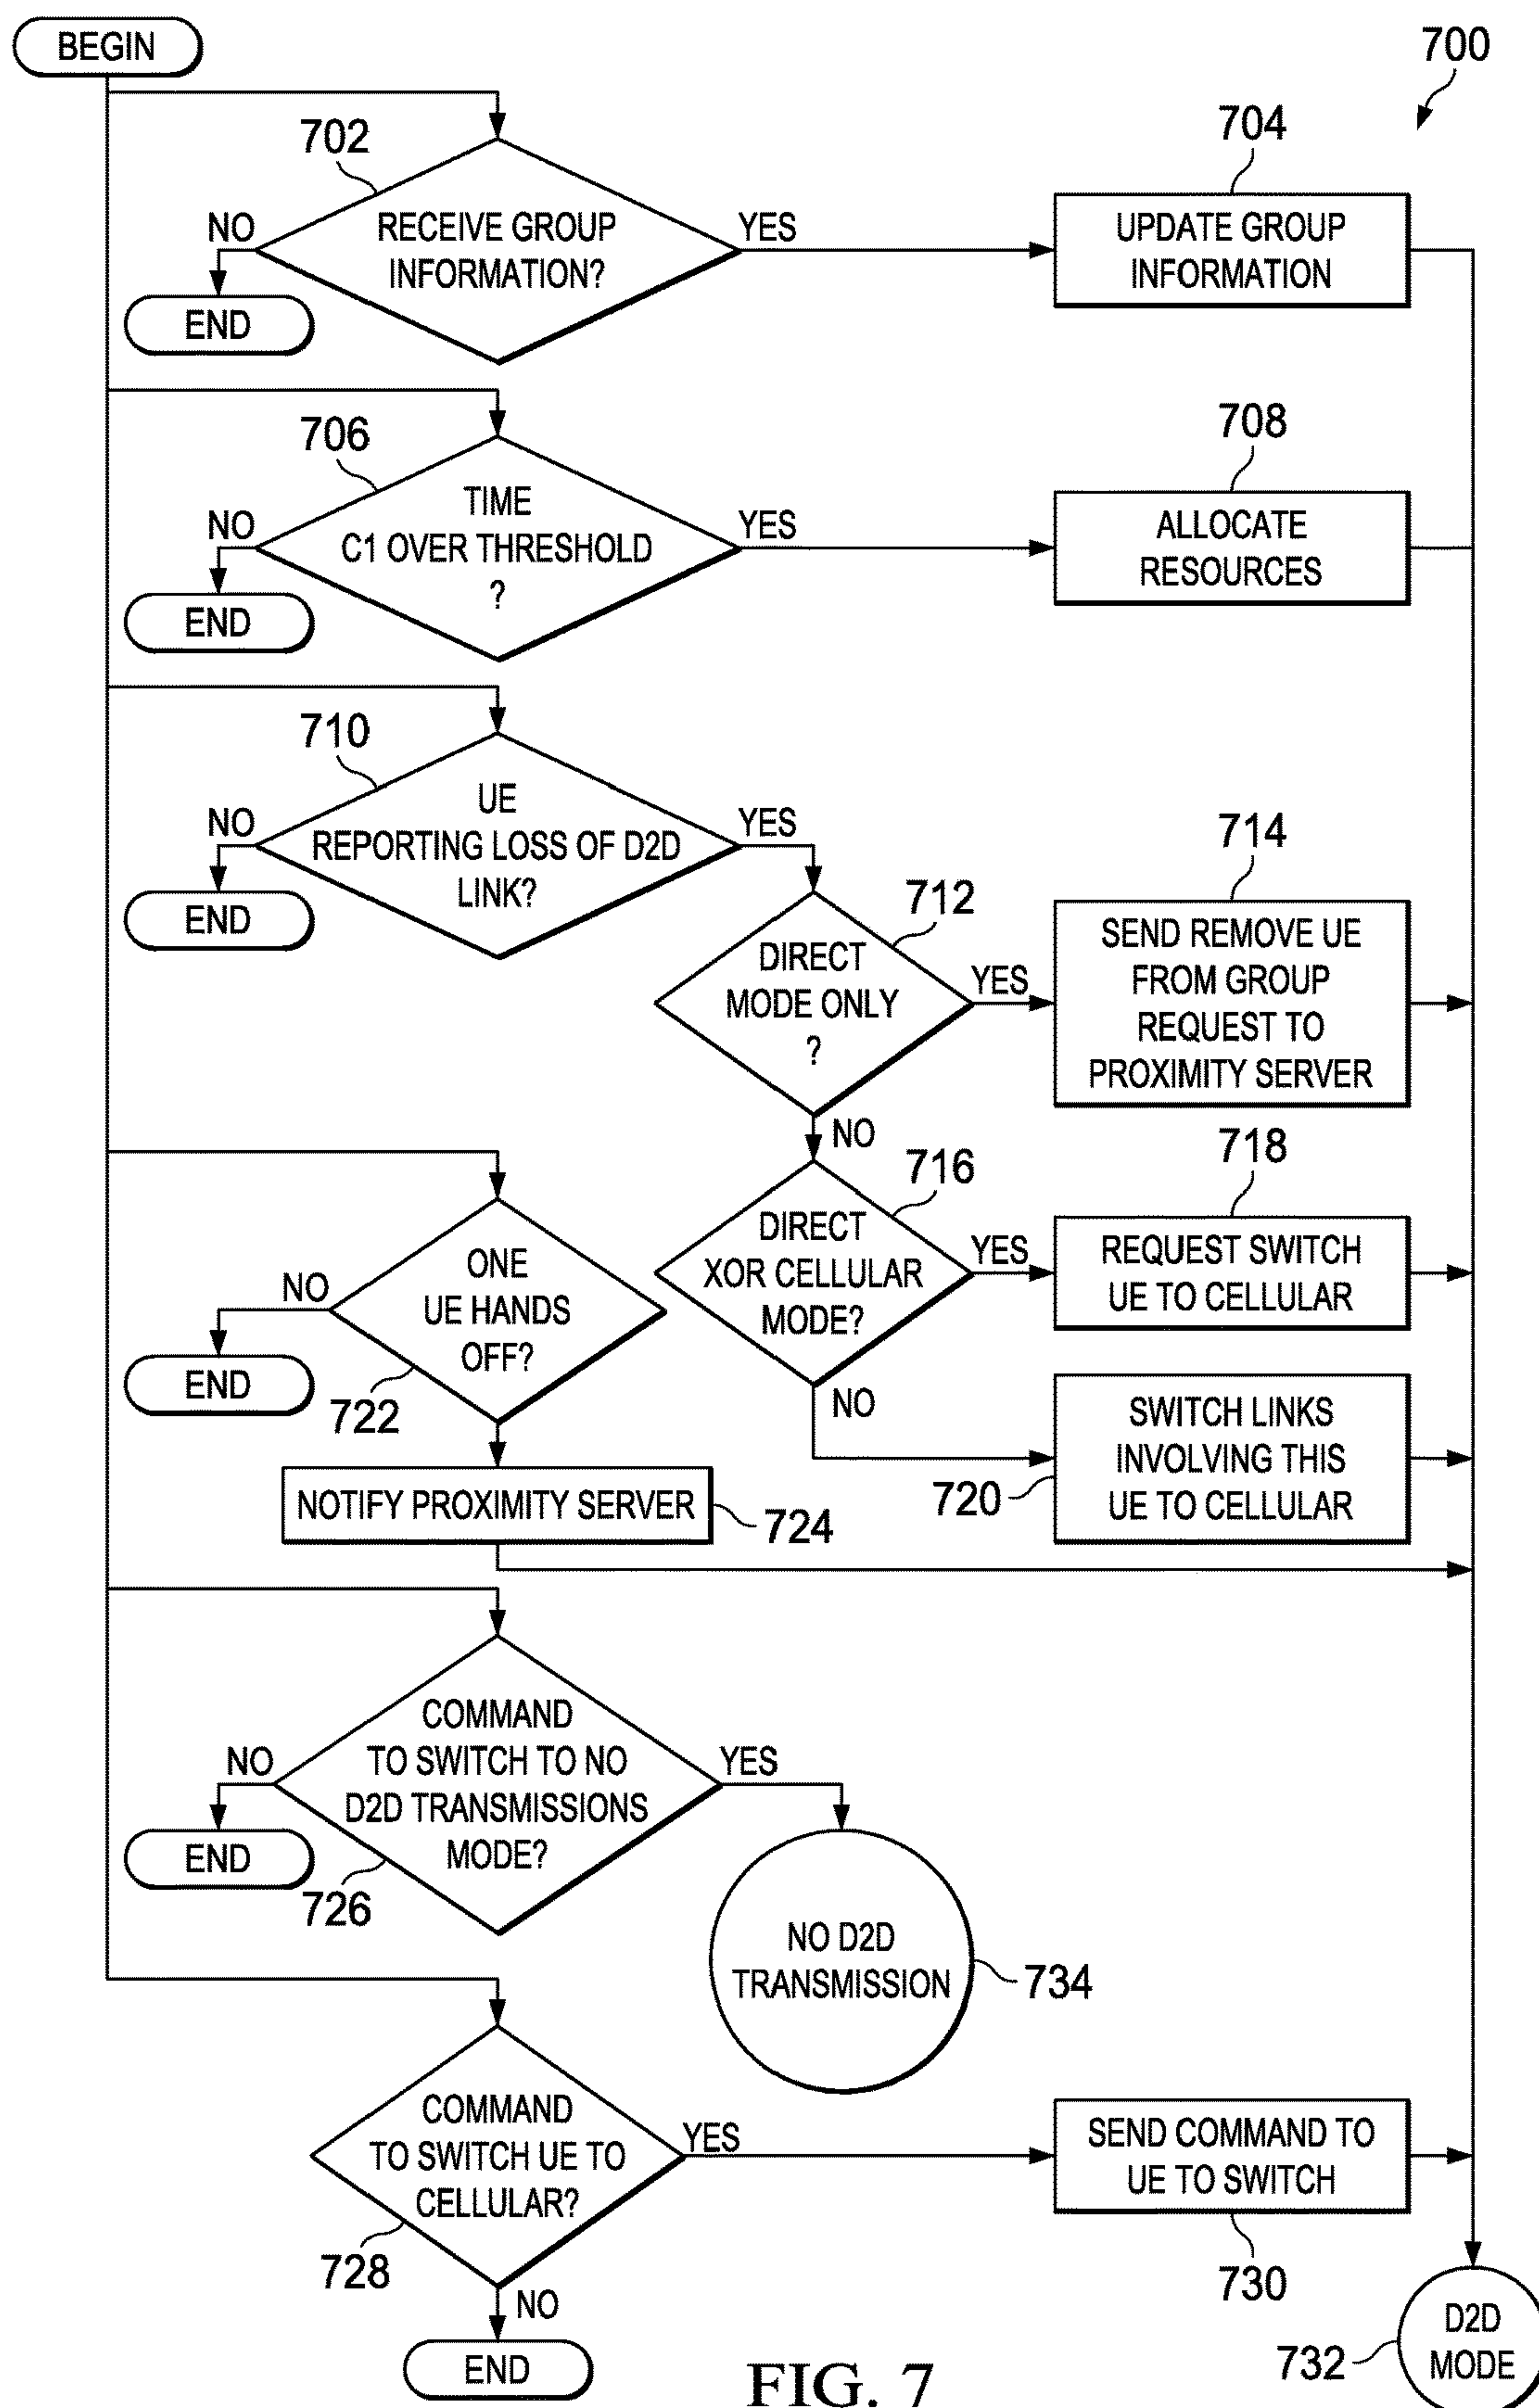 BEGIN
700
702
RECEIVE GROUP
INFORMATION?
NO
YES
END
704
UPDATE GROUP
INFORMATION
706
TIME
C1 OVER THRESHOLD
?
NO
YES
END
708
ALLOCATE
RESOURCES
710
UE
REPORTING LOSS OF D2D
LINK?
NO
YES
END
712
DIRECT
MODE ONLY
?
YES
NO
714
SEND REMOVE UE
FROM GROUP
REQUEST TO
PROXIMITY SERVER
716
DIRECT
XOR CELLULAR
MODE?
YES
NO
718
REQUEST SWITCH
UE TO CELLULAR
SWITCH LINKS
INVOLVING THIS
UE TO CELLULAR
720
ONE
UE HANDS
OFF?
NO
END
722
NOTIFY PROXIMITY SERVER
724
COMMAND
TO SWITCH TO NO
D2D TRANSMISSIONS
MODE?
NO
YES
END
726
NO D2D
TRANSMISSION
734
COMMAND
TO SWITCH UE TO
CELLULAR?
YES
728
NO
END
SEND COMMAND TO
UE TO SWITCH
730
D2D
MODE
732
FIG. 7